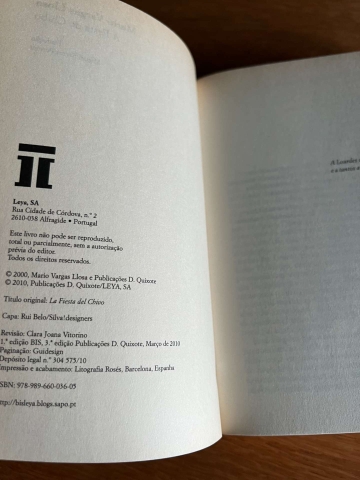 Leya, SA
Rua Cidade de Córdova, n.º 2
2610-038 Alfragide • Portugal
Este livro não pode ser reproduzido,
total ou parcialmente, sem a autorização
prévia do editor.
Todos os direitos reservados.
© 2000, Mario Vargas Llosa e Publicações D. Quixote
© 2010, Publicações D. Quixote/LEYA, SA
Título original: La Fiesta del Chivo
Capa: Rui Belo/Silva!designers
Revisão: Clara Joana Vitorino
1.ª edição BIS, 3.ª edição Publicações D. Quixote, Março de 2010
Paginação: Guidesign
Depósito legal n.º 304 575/10
Impressão e acabamento: Litografia Rosés, Barcelona, Espanha
ISBN: 978-989-660-036-05
http://bisleya.blogs.sapo.pt
A Lourdes